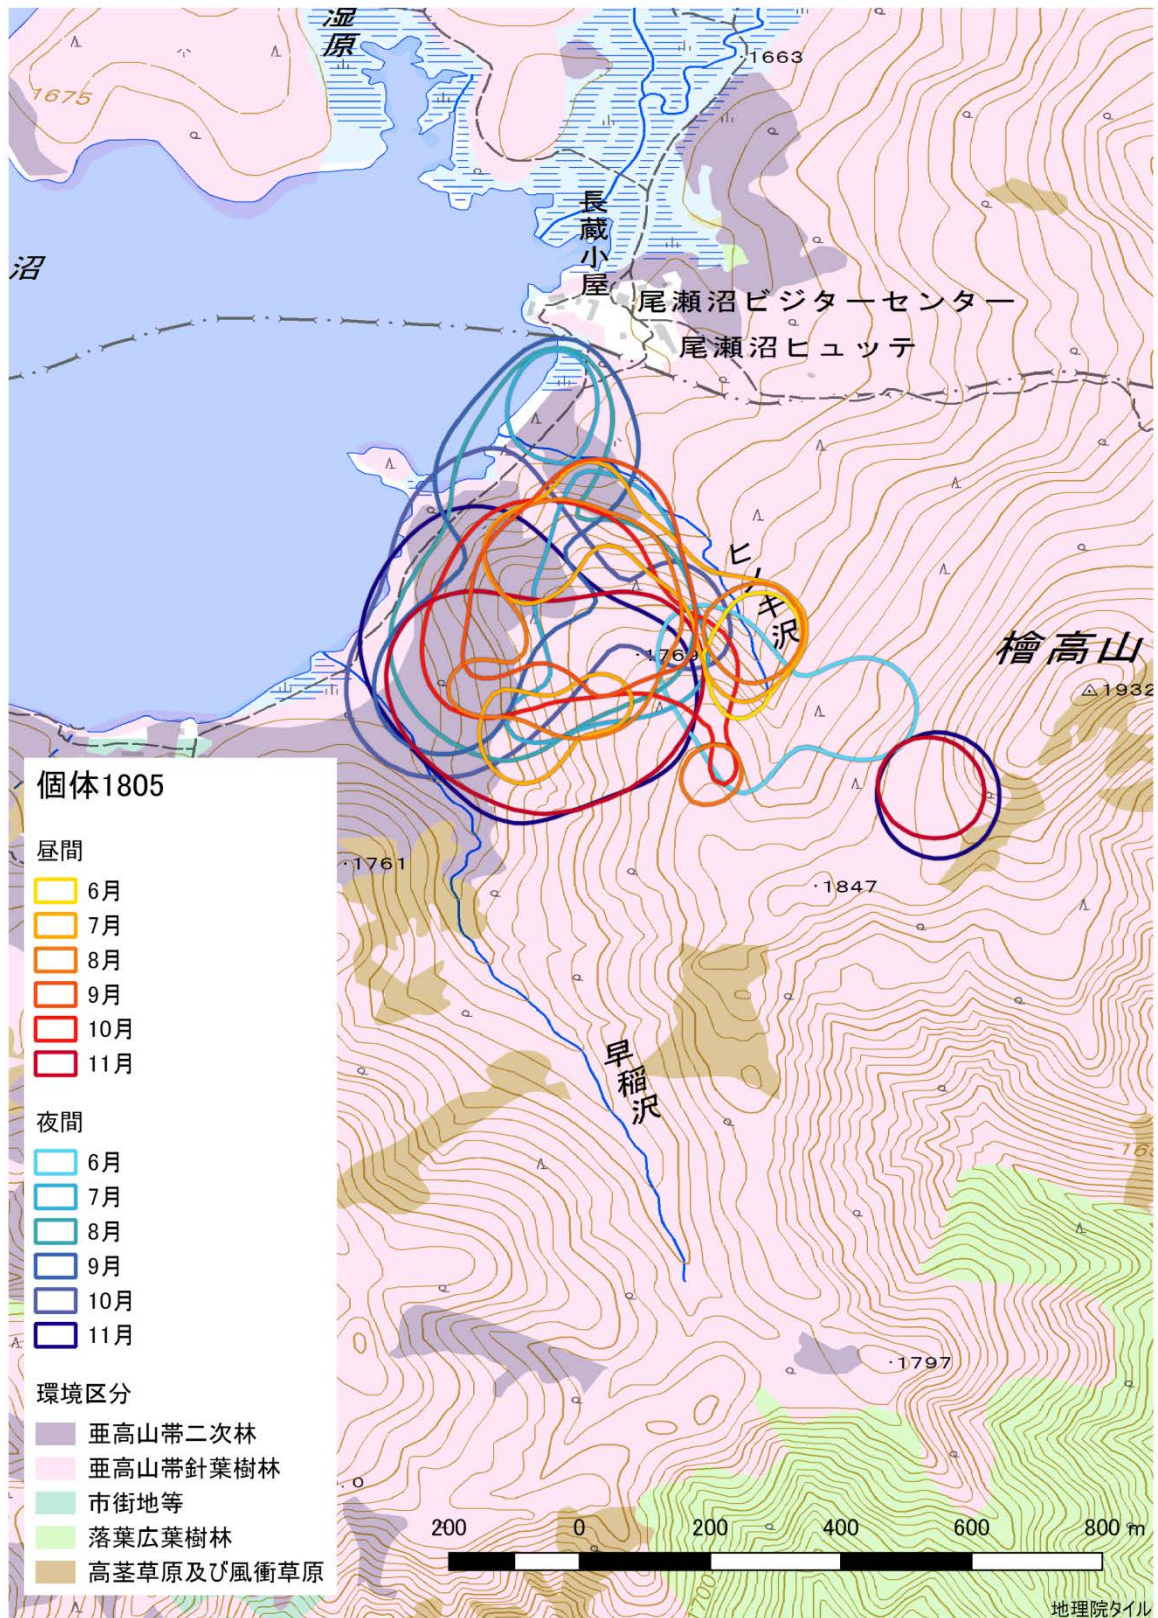 湿原
1663
1675
長蔵小屋
沼
尾瀬沼ビジターセンター
尾瀬沼ヒュッテ
ヒノキ沢
檜高山
1769
1932
個体1805
昼間
6月
7月
8月
9月
10月
11月
夜間
6月
7月
8月
9月
10月
11月
環境区分
亜高山帯二次林
亜高山帯針葉樹林
市街地等
落葉広葉樹林
高茎草原及び風衝草原
1761
1847
早稲沢
1797
1700
200 0 200 400 600 800 m
地理院タイル